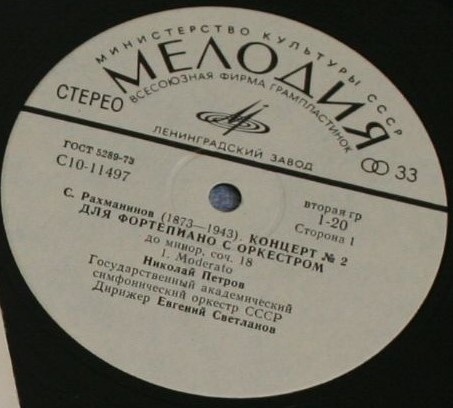 МИНИСТЕРСТВО КУЛЬТУРЫ СССР
МЕЛОДИЯ
ВСЕСОЮЗНАЯ ФИРМА ГРАМПЛАСТИНОК
СТЕРЕО
ЛЕНИНГРАДСКИЙ ЗАВОД
33
ГОСТ 5289-73
С10-11497
вторая гр
1-20
Сторона 1
С. Рахманинов (1873—1943). КОНЦЕРТ № 2
ДЛЯ ФОРТЕПИАНО С ОРКЕСТРОМ
до минор, соч. 18
1. Moderato
Николай Петров
Государственный академический
симфонический оркестр СССР
Дирижер Евгений Светланов